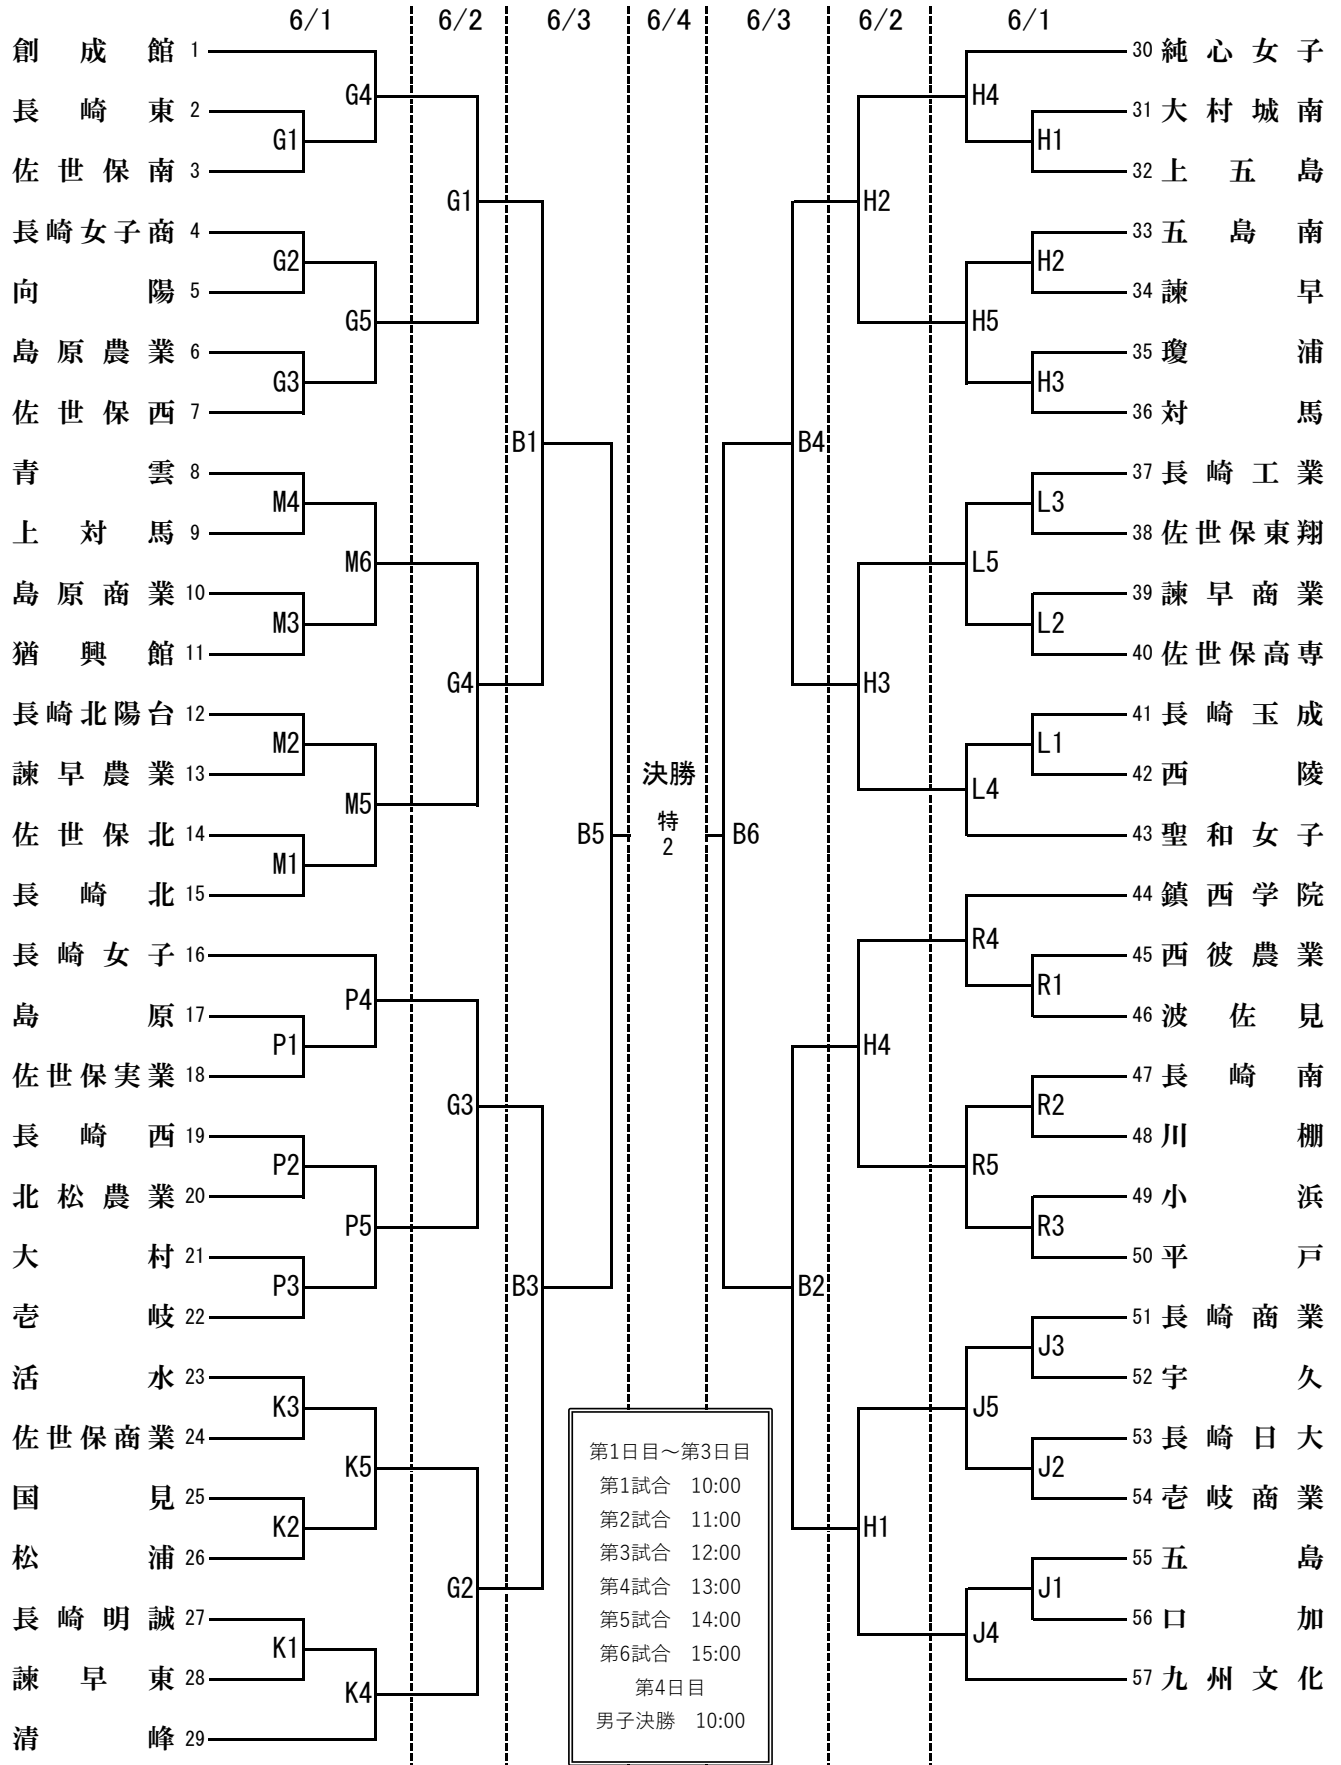 6/1 6/2 6/3 6/4 6/3 6/2 6/1
創成館 1
長崎東 2
佐世保南 3
長崎女子商 4
向陽 5
島原農業 6
佐世保西 7
青雲 8
上対馬 9
島原商業 10
猶興館 11
長崎北陽台 12
諫早農業 13
佐世保北 14
長崎北 15
長崎女子 16
島原 17
佐世保実業 18
長崎西 19
北松農業 20
大村 21
壱岐 22
活水 23
佐世保商業 24
国見 25
松浦 26
長崎明誠 27
諫早東 28
清峰 29
G4
G1
G2
G5
G3
M4
M6
M3
M2
M5
M1
P4
P1
P2
P5
P3
K3
K5
K2
K1
K4
G1
G4
G3
G2
B1
B3
B5
決勝
特
2
B6
B4
B2
H2
H3
H4
H1
H4
H1
H2
H5
H3
L3
L5
L2
L1
L4
R4
R1
R2
R5
R3
J3
J5
J2
J1
J4
30 純心女子
31 大村城南
32 上五島
33 五島南
34 諫早
35 瓊浦
36 対馬
37 長崎工業
38 佐世保東翔
39 諫早商業
40 佐世保高専
41 長崎玉成
42 西陵
43 聖和女子
44 鎮西学院
45 西彼農業
46 波佐見
47 長崎南
48 川棚
49 小浜
50 平戸
51 長崎商業
52 宇久
53 長崎日大
54 壱岐商業
55 五島
56 口加
57 九州文化
第1日目～第3日目
第1試合 10:00
第2試合 11:00
第3試合 12:00
第4試合 13:00
第5試合 14:00
第6試合 15:00
第4日目
男子決勝 10:00